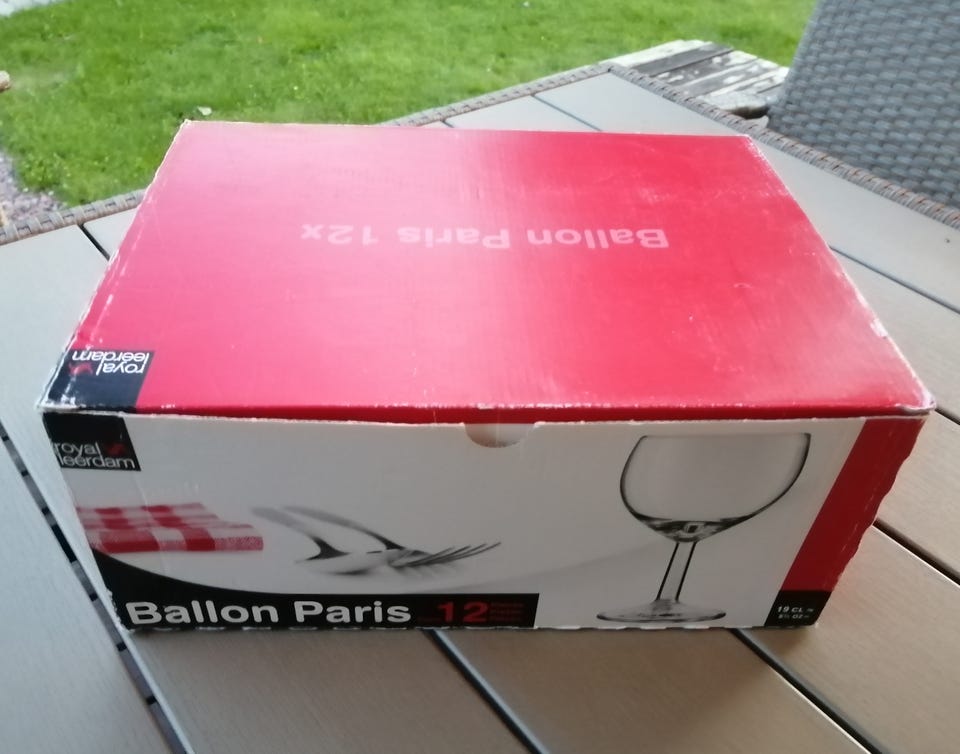 Ballon Paris 12x
royal
leerdam
royal
leerdam
Ballon Paris 12
19 CL